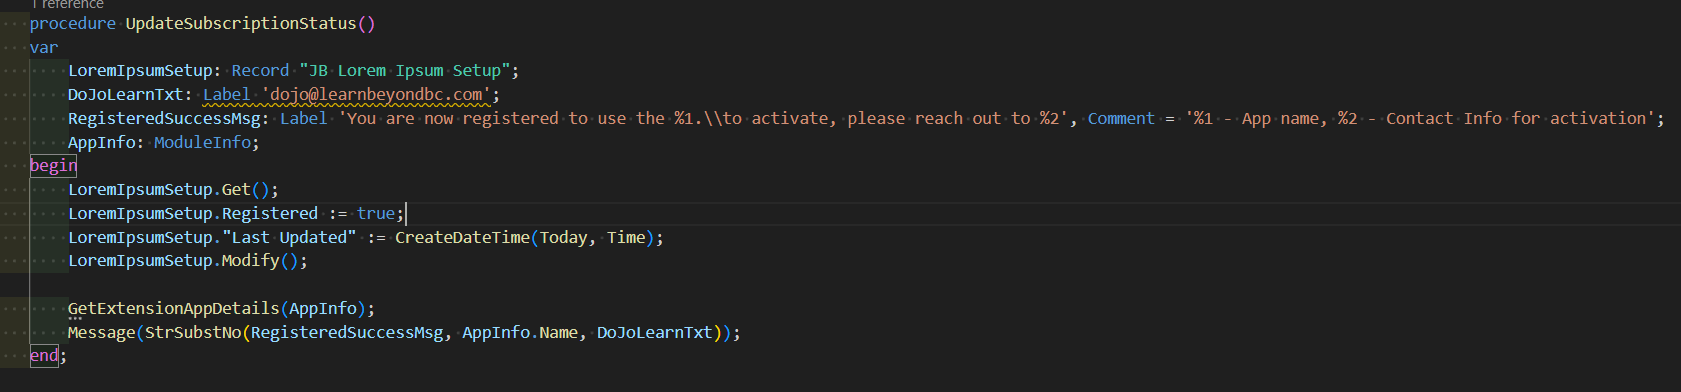 1 reference
procedure UpdateSubscriptionStatus()
var
LoremIpsumSetup: Record "JB Lorem Ipsum Setup";
DoJoLearnTxt: Label 'dojo@learnbeyondbc.com';
RegisteredSuccessMsg: Label 'You are now registered to use the %1.\\to activate, please reach out to %2', Comment = '%1 - App name, %2 - Contact Info for activation';
AppInfo: ModuleInfo;
begin
LoremIpsumSetup.Get();
LoremIpsumSetup.Registered := true;
LoremIpsumSetup."Last Updated" := CreateDateTime(Today, Time);
LoremIpsumSetup.Modify();
GetExtensionAppDetails(AppInfo);
Message(StrSubstNo(RegisteredSuccessMsg, AppInfo.Name, DoJoLearnTxt));
end;